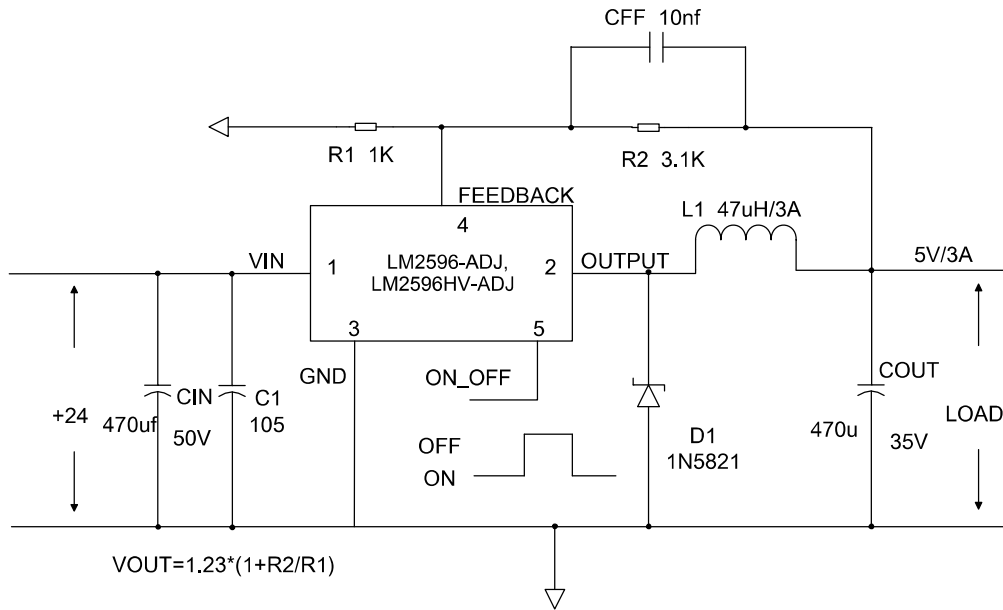 CFF 10nf
R1 1K
R2 3.1K
FEEDBACK
4
L1 47uH/3A
VIN
1
LM2596-ADJ,
LM2596HV-ADJ
2
OUTPUT
5V/3A
3
5
GND
ON_OFF
+24
470uf
CIN
50V
C1
105
OFF
ON
D1
1N5821
COUT
470u
35V
LOAD
VOUT=1.23*(1+R2/R1)